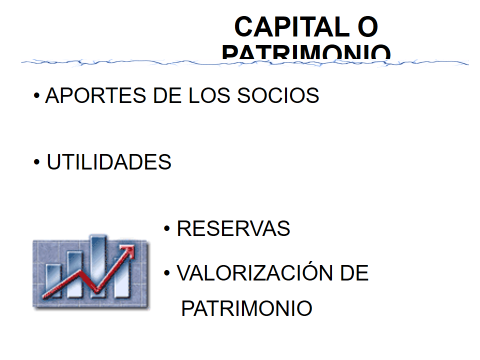 CAPITAL O
PATRIMONIO
• APORTES DE LOS SOCIOS
• UTILIDADES
• RESERVAS
• VALORIZACIÓN DE
PATRIMONIO